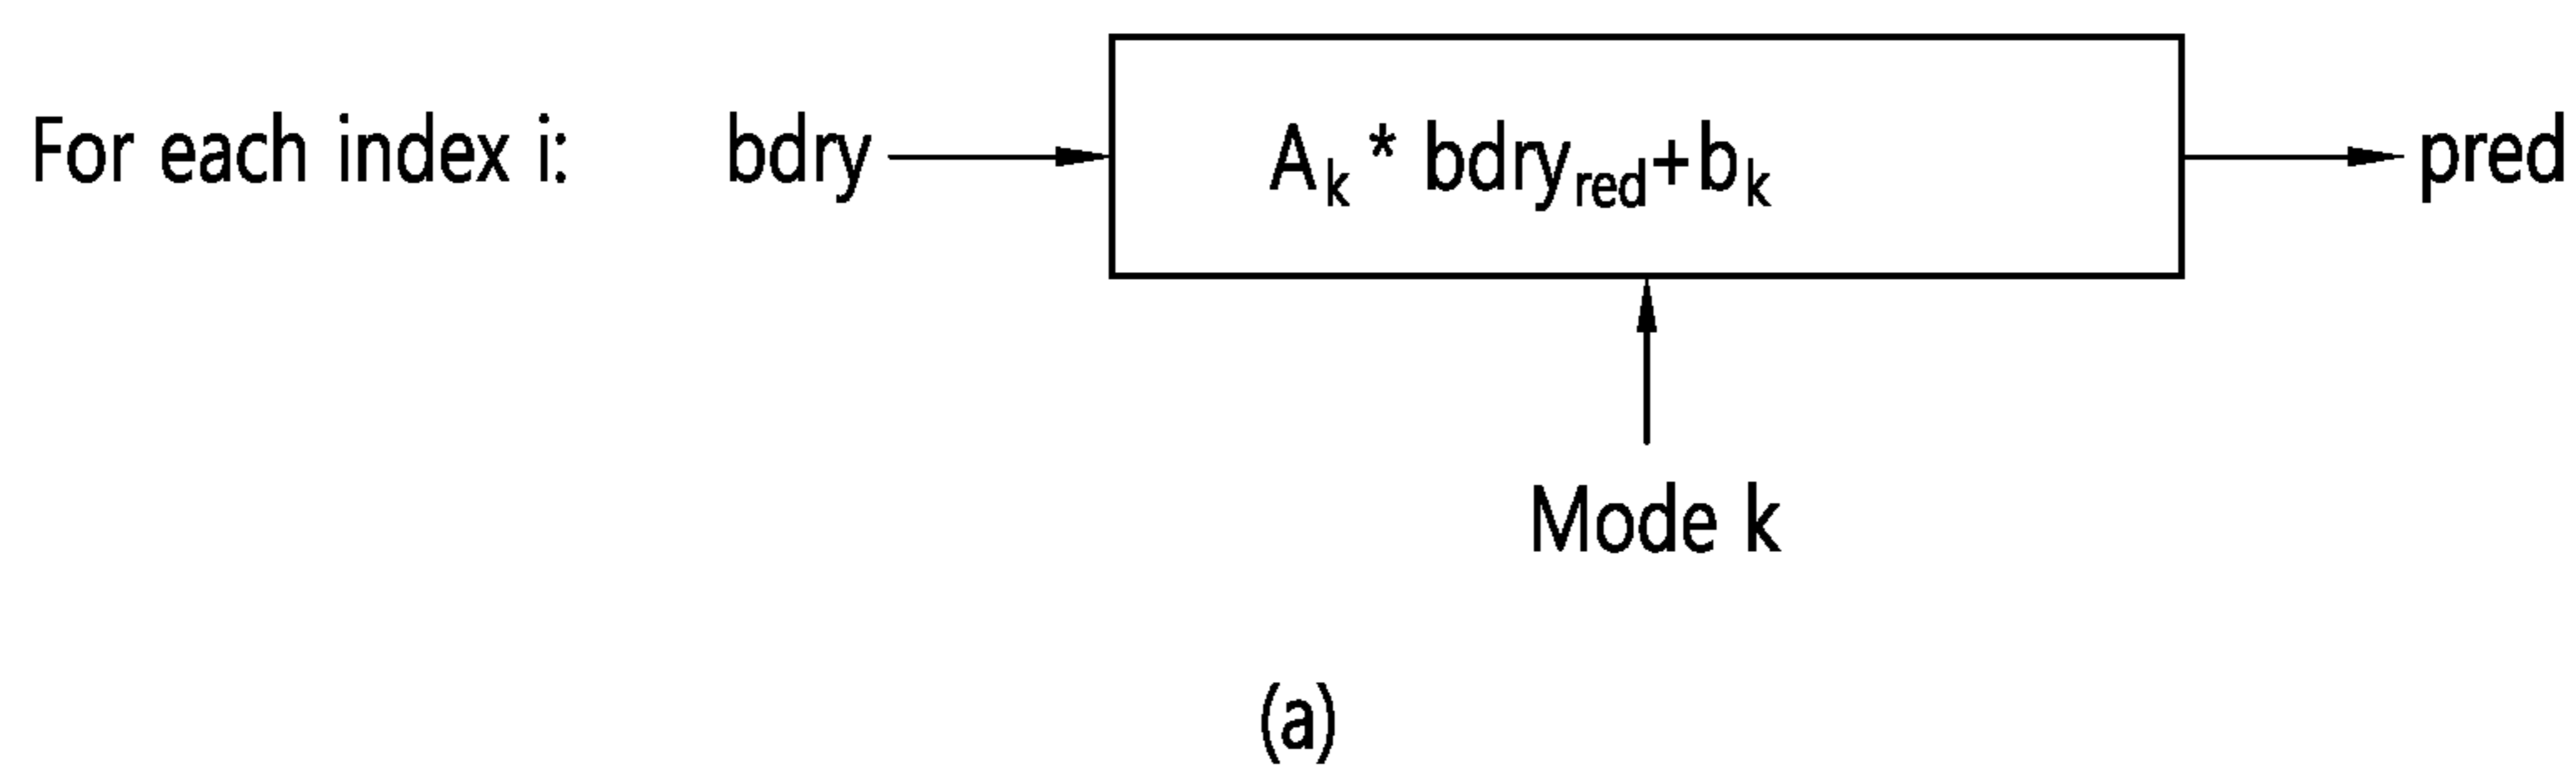 For each index i: bdry A_k * bdry_red+b_k pred
Mode k
(a)